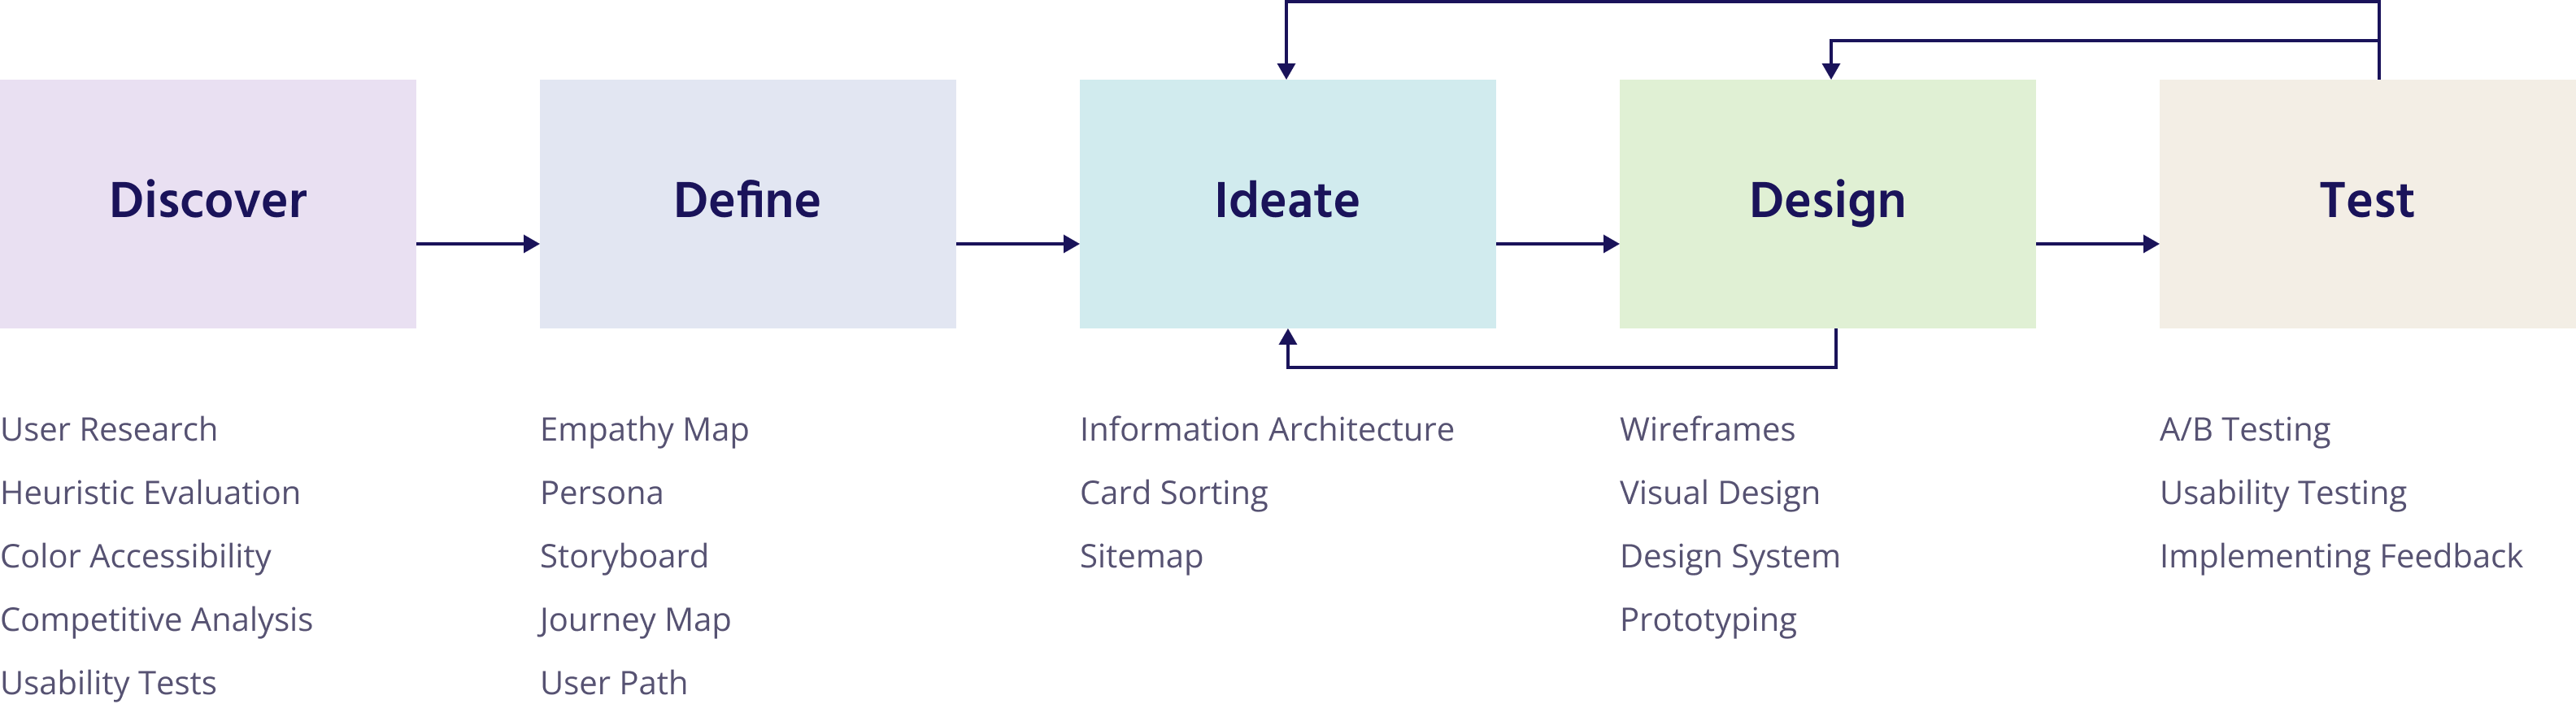 Discover
Define
Ideate
Design
Test
User Research
Heuristic Evaluation
Color Accessibility
Competitive Analysis
Usability Tests
Empathy Map
Persona
Storyboard
Journey Map
User Path
Information Architecture
Card Sorting
Sitemap
Wireframes
Visual Design
Design System
Prototyping
A/B Testing
Usability Testing
Implementing Feedback